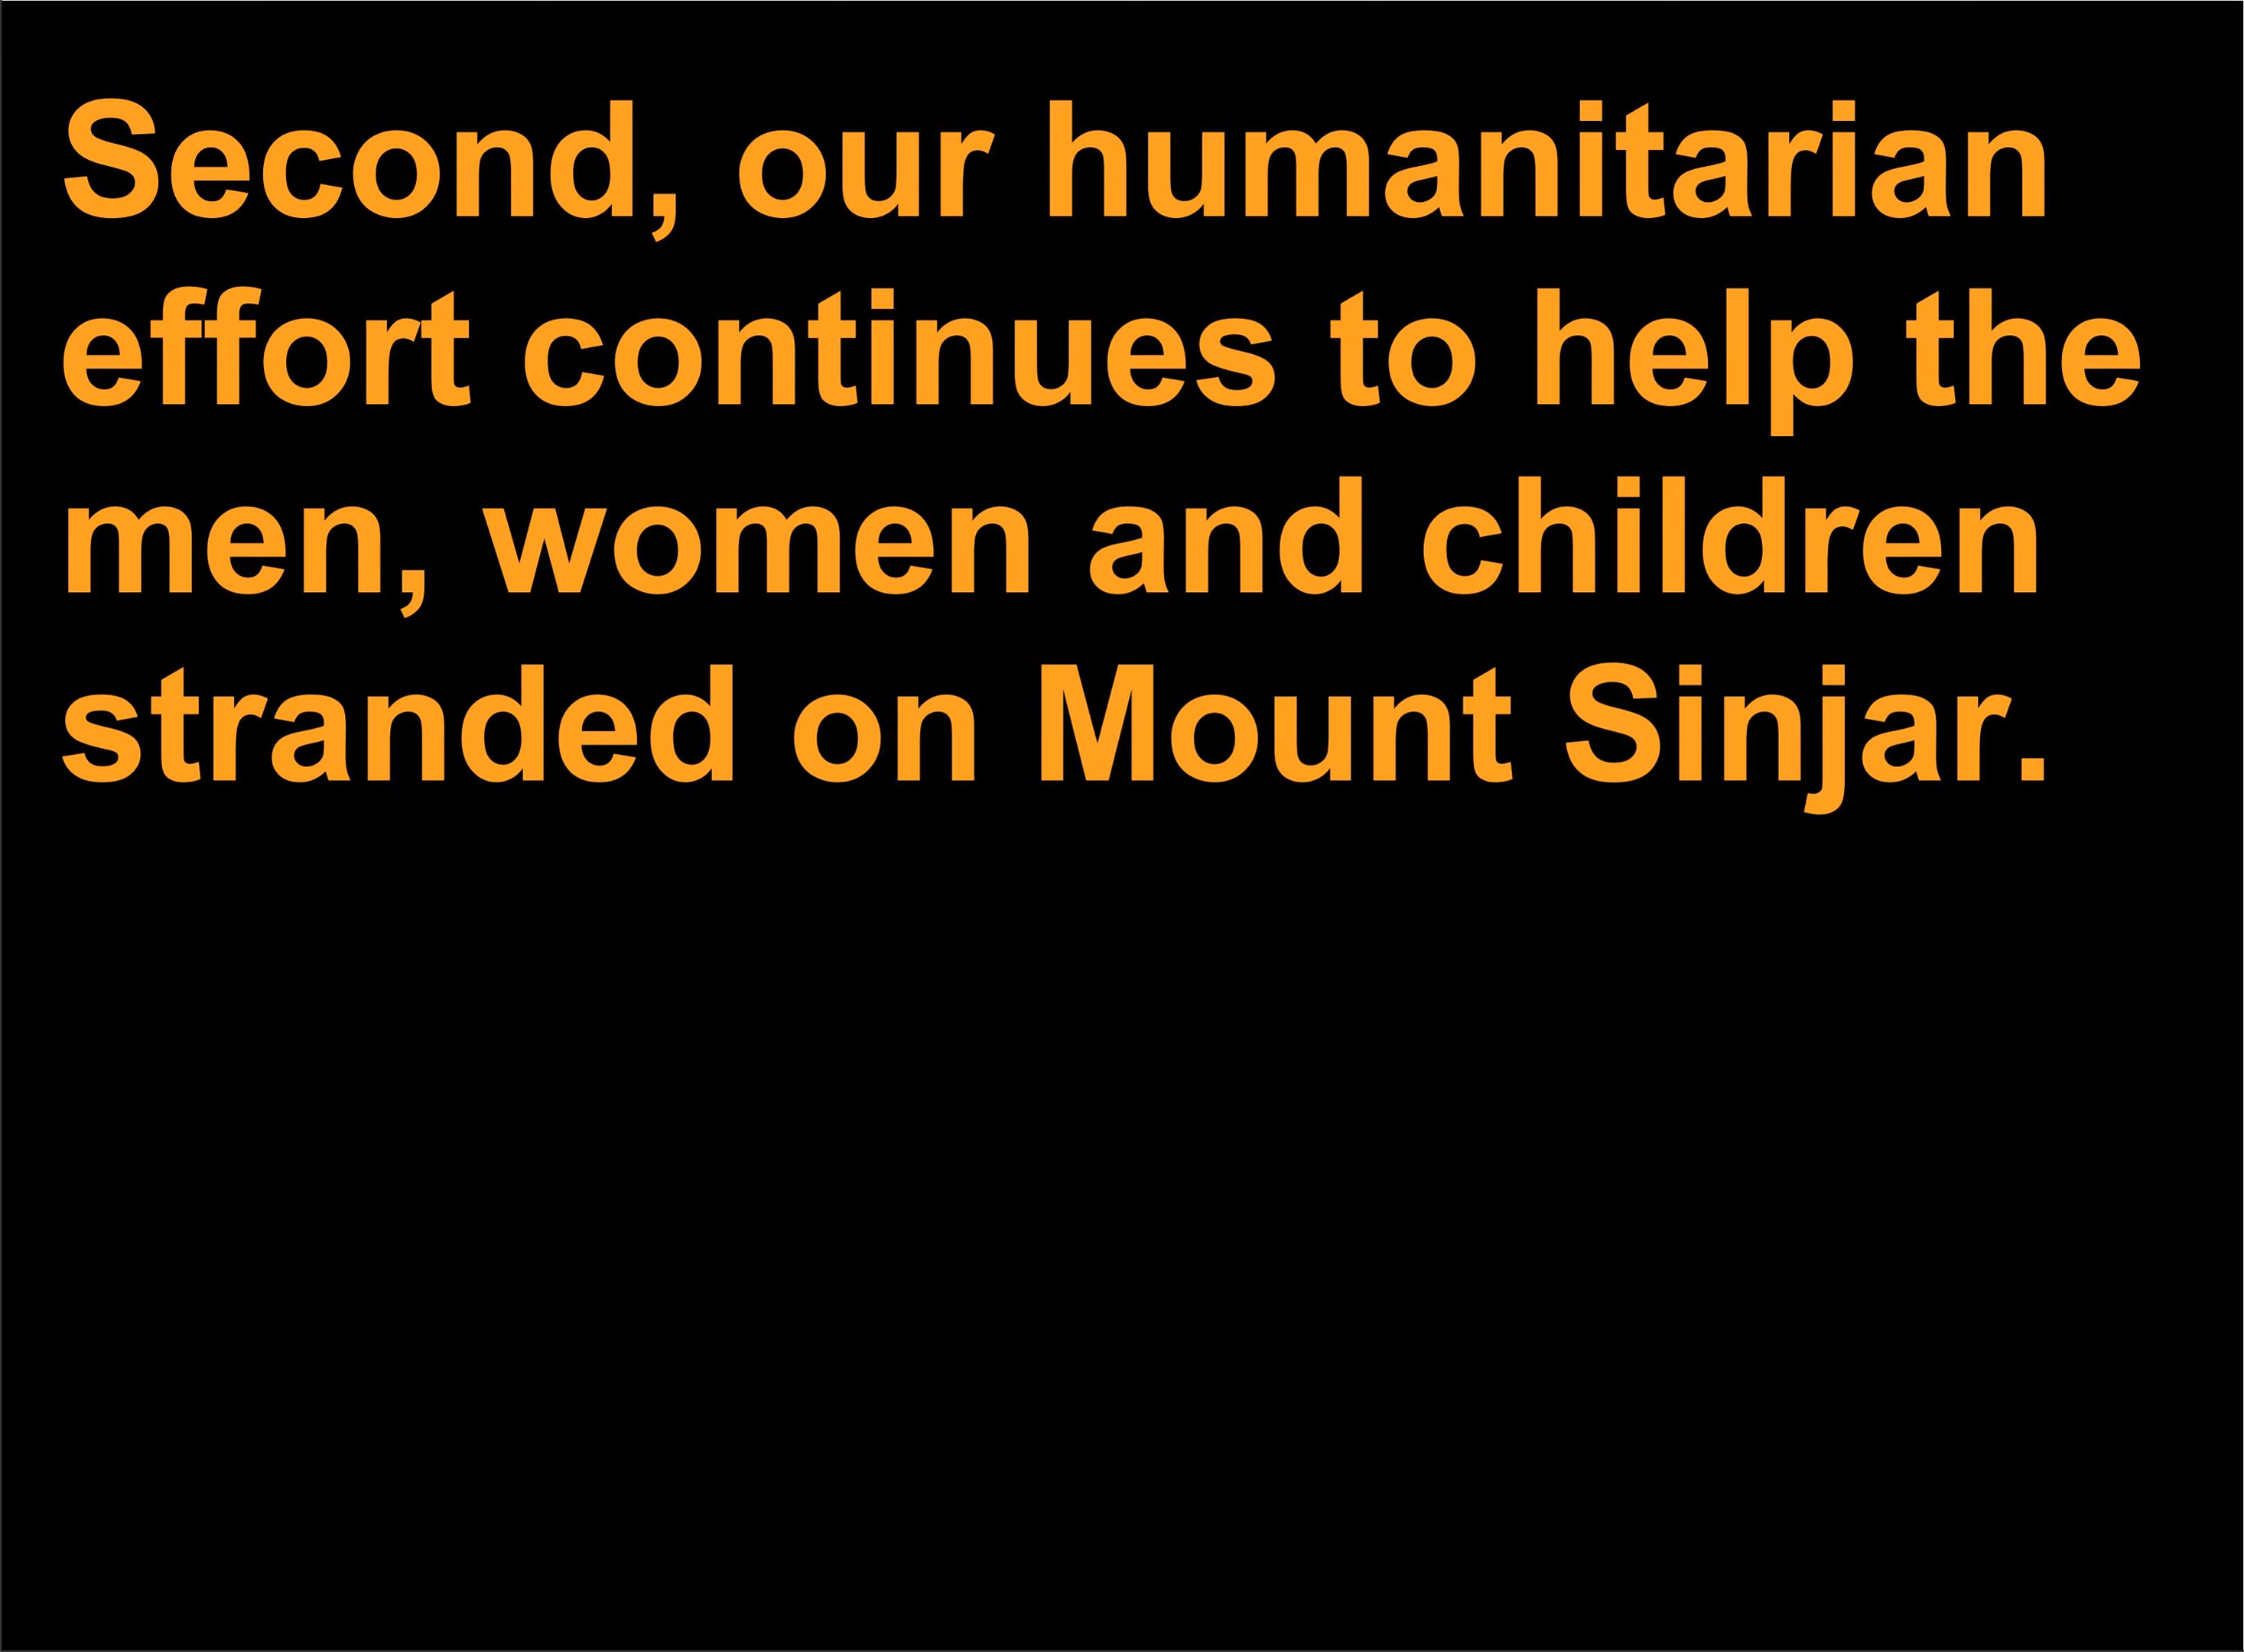 Second, our humanitarian
effort continues to help the
men, women and children
stranded on Mount Sinjar.